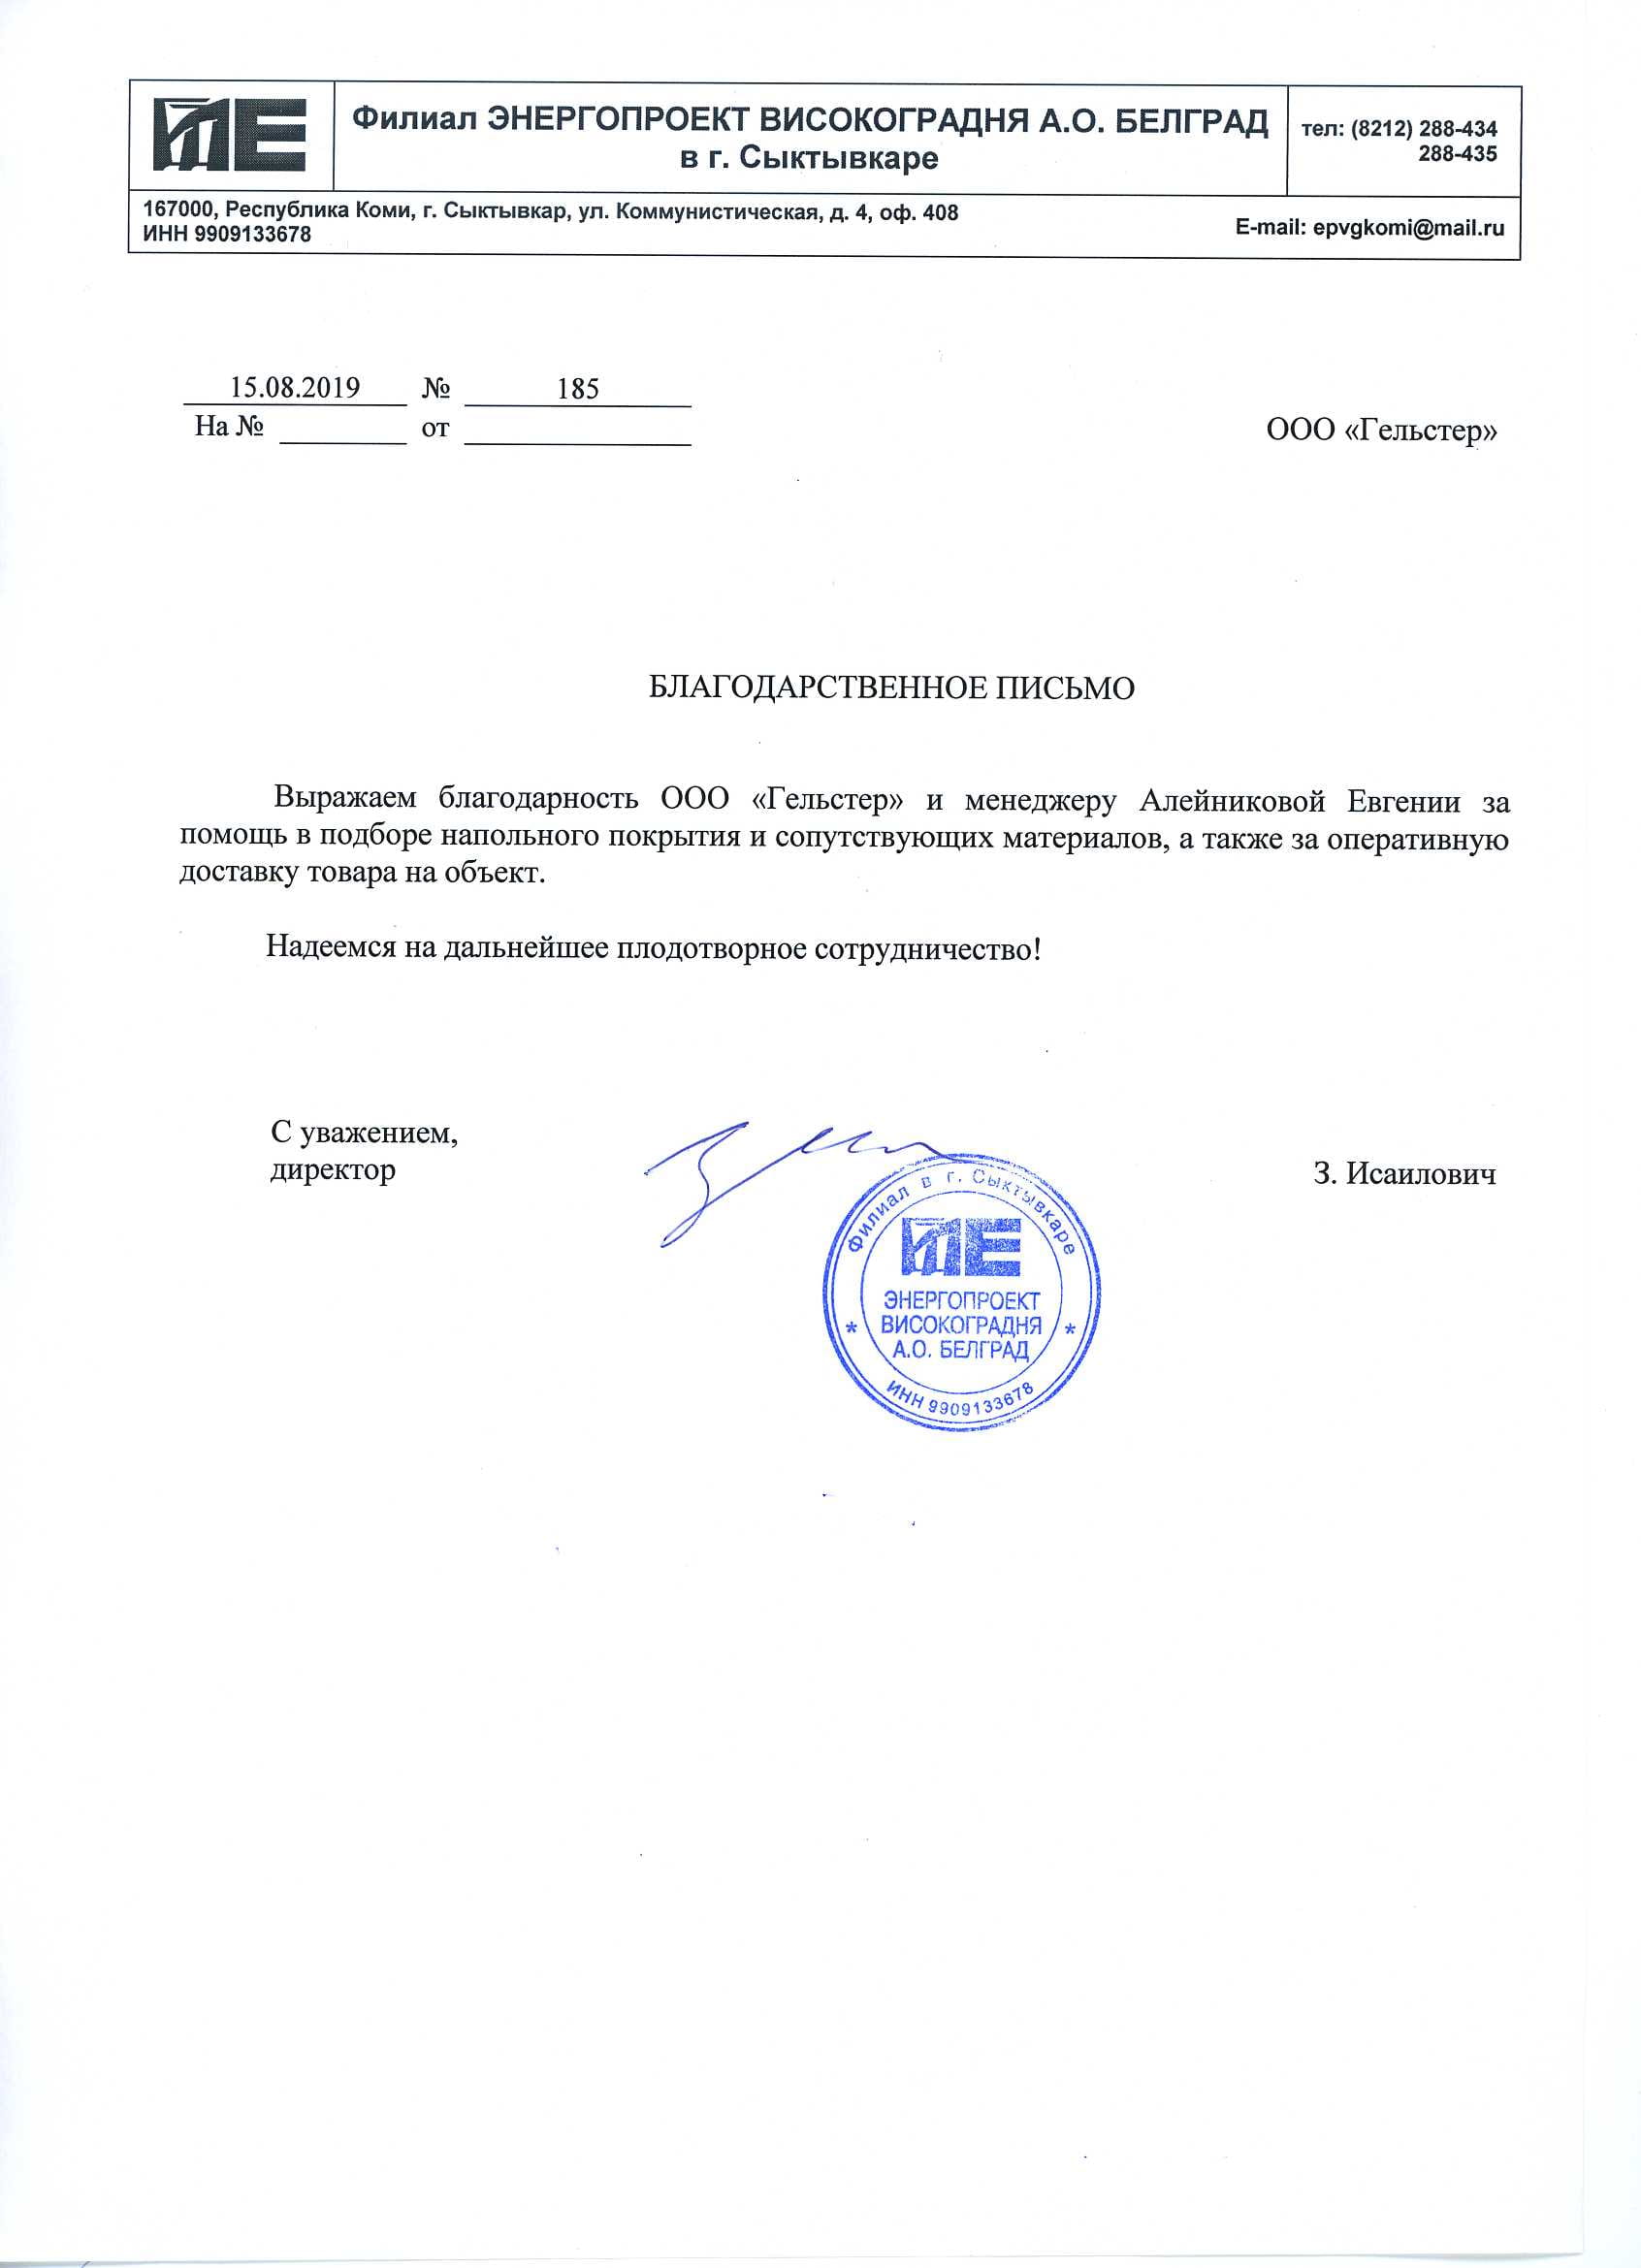 Филиал ЭНЕРГОПРОЕКТ ВИСОКОГРАДНЯ А.О. БЕЛГРАД
в г. Сыктывкаре
тел: (8212) 288-434
288-435
167000, Республика Коми, г. Сыктывкар, ул. Коммунистическая, д. 4, оф. 408
ИНН 9909133678
E-mail: epvgkomi@mail.ru
15.08.2019 № 185
На № ________ от ________
ООО «Гельстер»
БЛАГОДАРСТВЕННОЕ ПИСЬМО
Выражаем благодарность ООО «Гельстер» и менеджеру Алейниковой Евгении за
помощь в подборе напольного покрытия и сопутствующих материалов, а также за оперативную
доставку товара на объект.
Надеемся на дальнейшее плодотворное сотрудничество!
С уважением,
директор
З. Исаилович
Филиал в г. Сыктывкаре
ЭНЕРГОПРОЕКТ
* ВИСОКОГРАДНЯ *
А.О. БЕЛГРАД
ИНН 9909133678